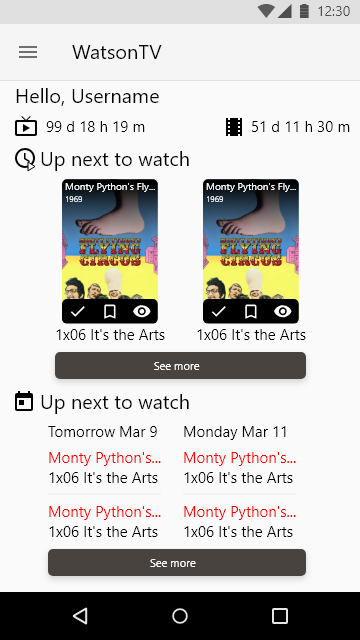 12:30
WatsonTV
Hello, Username
99 d 18 h 19 m 51 d 11 h 30 m
Up next to watch
Monty Python's Fly... Monty Python's Fly...
1969 1969
FLYING FLYING
CIRCUS CIRCUS
1x06 It's the Arts 1x06 It's the Arts
See more
Up next to watch
Tomorrow Mar 9 Monday Mar 11
Monty Python's... Monty Python's...
1x06 It's the Arts 1x06 It's the Arts
Monty Python's... Monty Python's...
1x06 It's the Arts 1x06 It's the Arts
See more